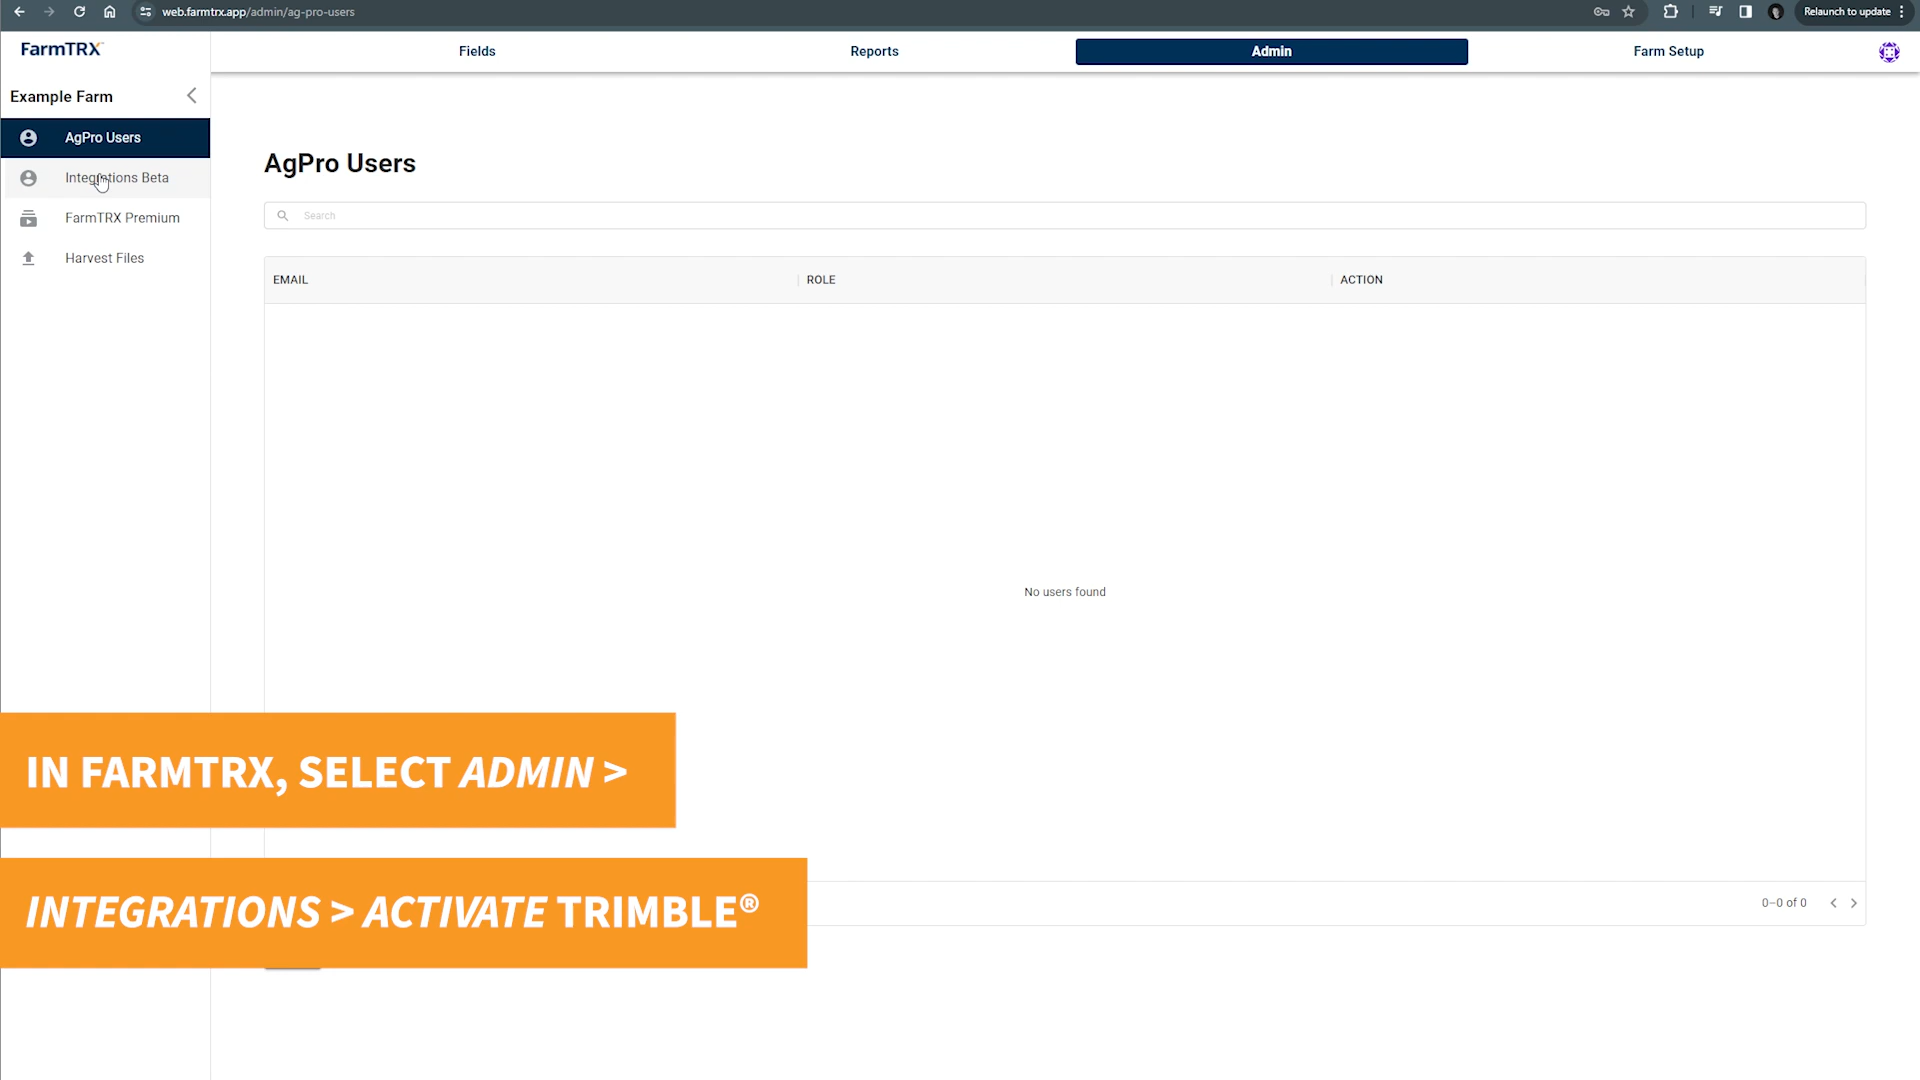 web.farmtrx.app/admin/ag-pro-users
Relaunch to update
FarmTRX
Fields
Reports
Admin
Farm Setup
Example Farm
AgPro Users
Integrations Beta
FarmTRX Premium
Harvest Files
AgPro Users
Search
EMAIL
ROLE
ACTION
No users found
0–0 of 0
IN FARMTRX, SELECT ADMIN >
INTEGRATIONS > ACTIVATE TRIMBLE®